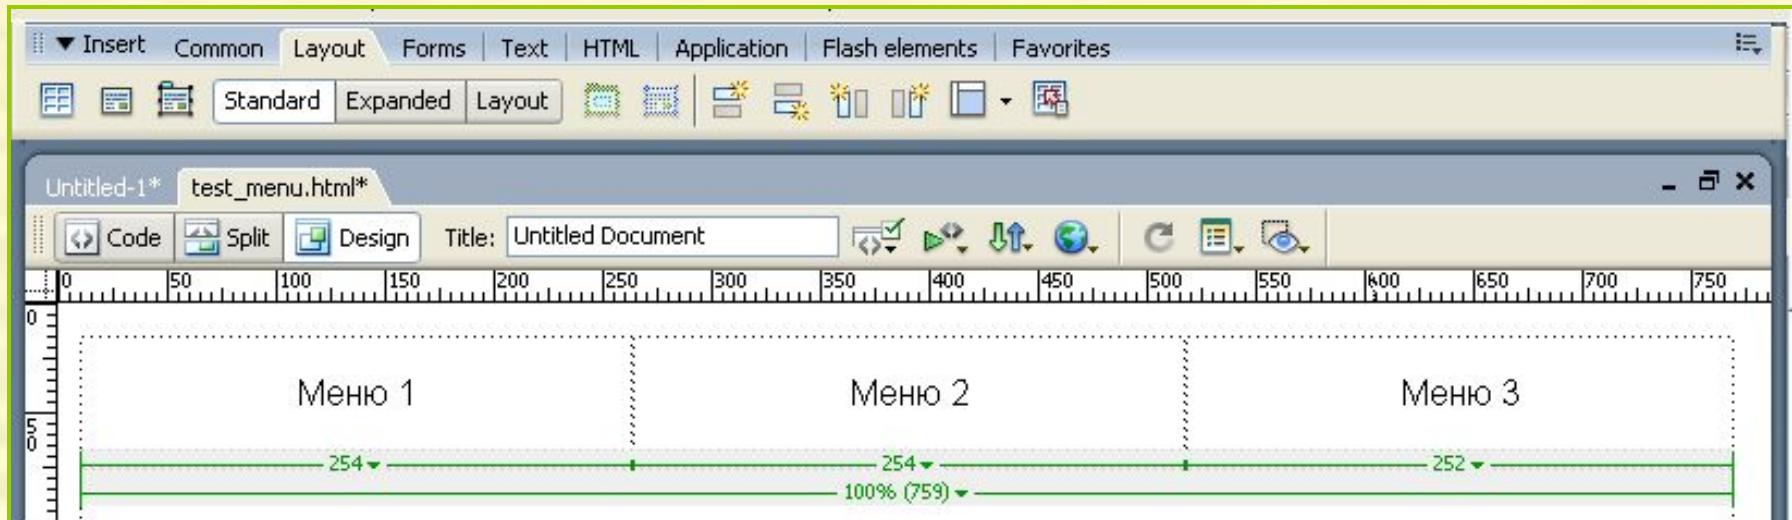 Insert Common Layout Forms Text HTML Application Flash elements Favorites
Standard Expanded Layout
Untitled-1* test_menu.html*
Code Split Design Title: Untitled Document
0 50 100 150 200 250 300 350 400 450 500 550 600 650 700 750
0
Меню 1 Меню 2 Меню 3
50
254 254 252
100% (759)